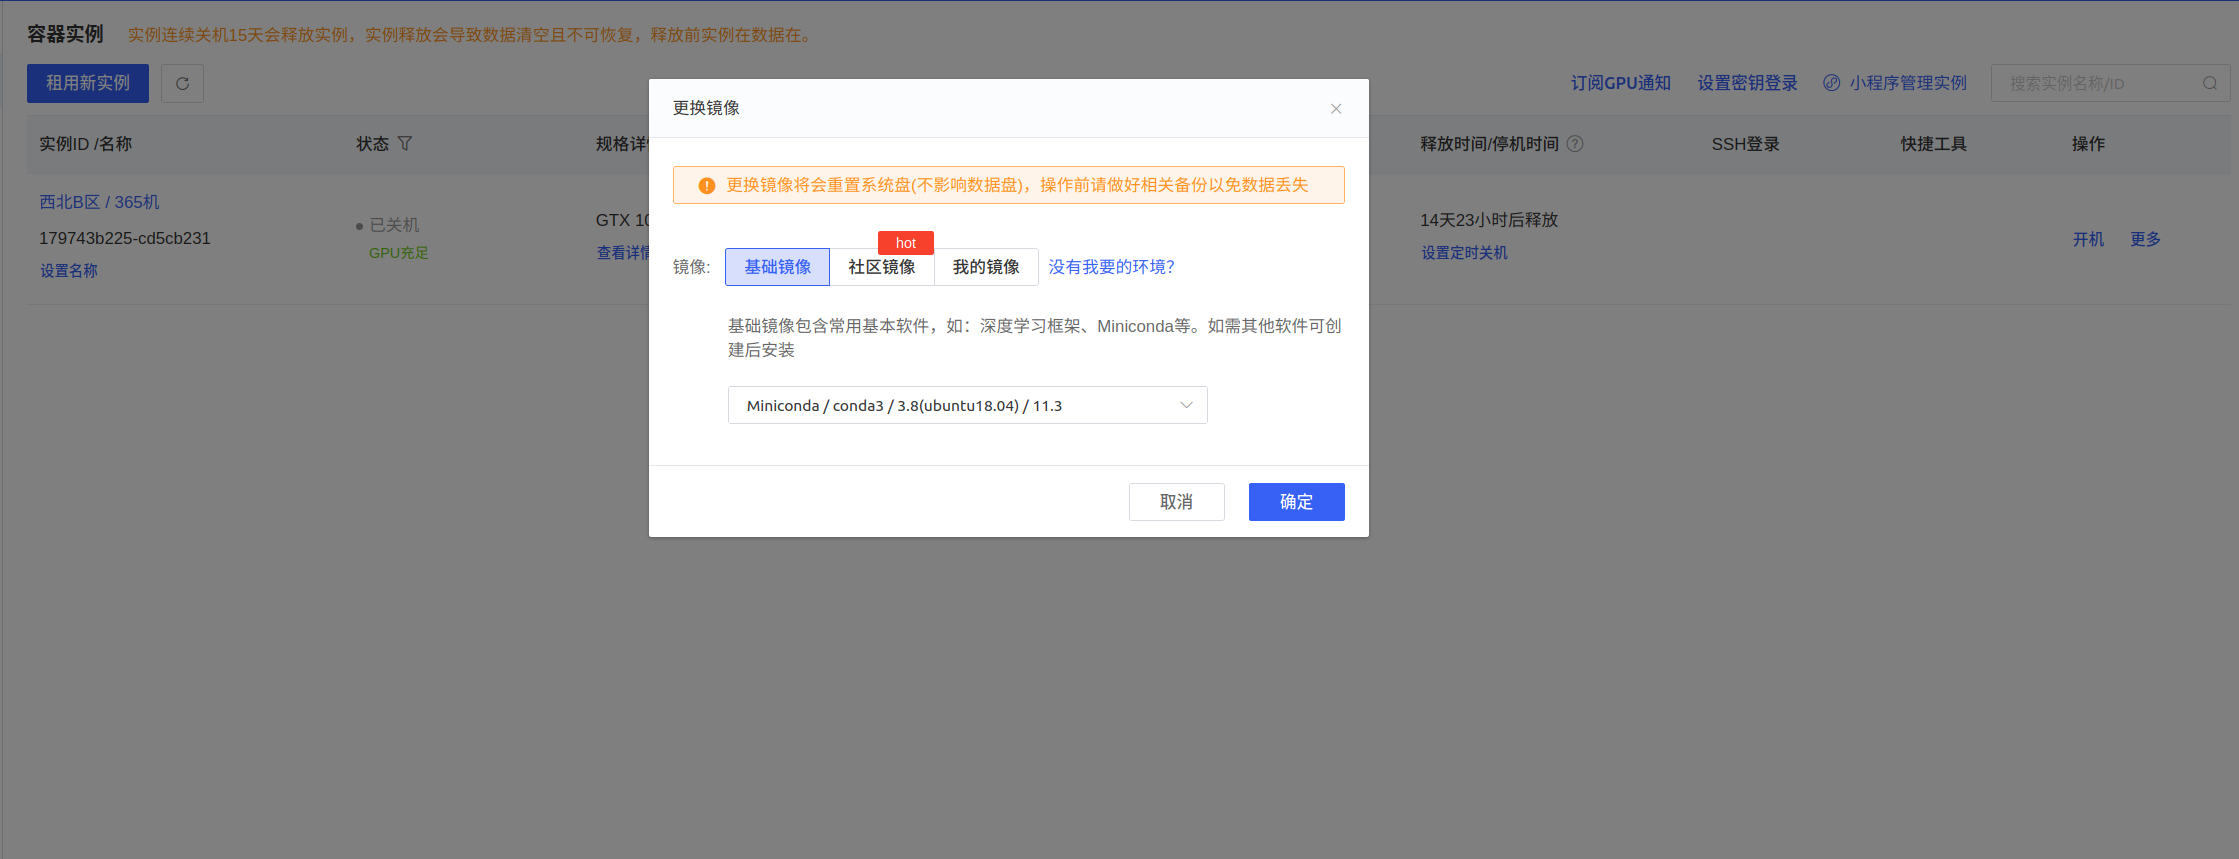 容器实例 实例连续关机15天会释放实例，实例释放会导致数据清空且不可恢复，释放前实例在数据在。
租用新实例
订阅GPU通知 设置密钥登录 小程序管理实例 搜索实例名称/ID
实例ID /名称 状态 规格详 释放时间/停机时间 SSH登录 快捷工具 操作
西北B区 / 365机
179743b225-cd5cb231
设置名称
已关机
GPU充足
GTX 10
查看详情
14天23小时后释放
设置定时关机
开机 更多
更换镜像
更换镜像将会重置系统盘(不影响数据盘)，操作前请做好相关备份以免数据丢失
hot
镜像: 基础镜像 社区镜像 我的镜像 没有我要的环境?
基础镜像包含常用基本软件，如：深度学习框架、Miniconda等。如需其他软件可创
建后安装
Miniconda / conda3 / 3.8(ubuntu18.04) / 11.3
取消 确定